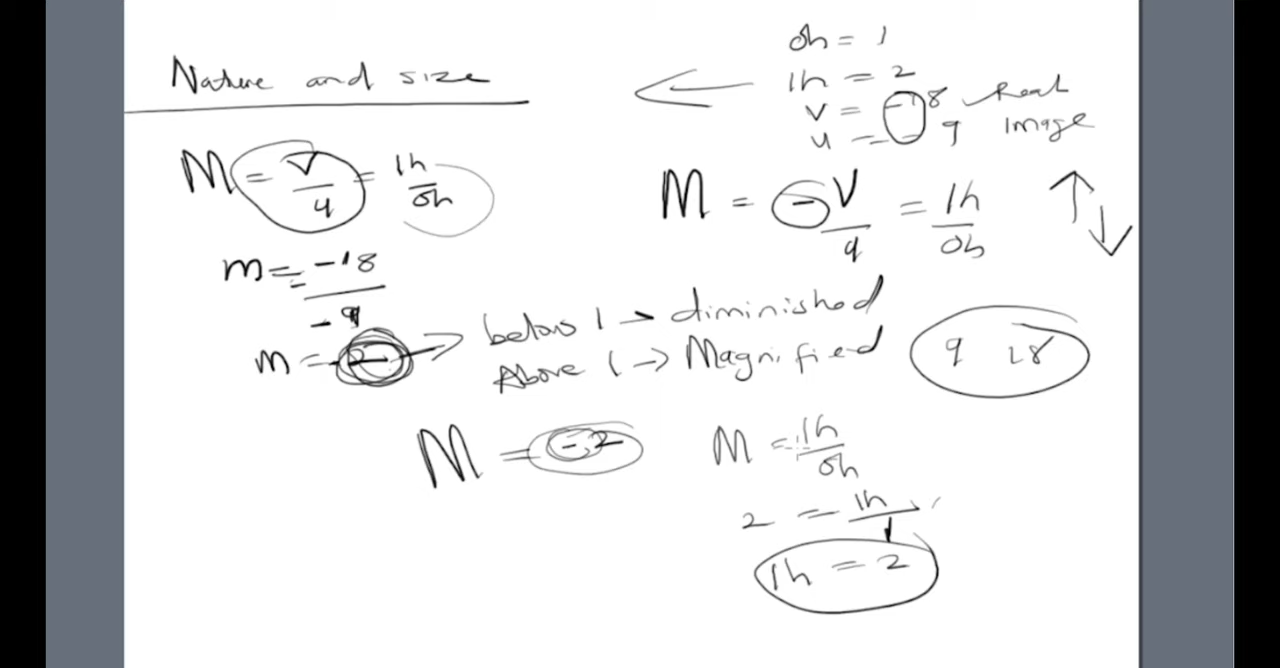 Nature and size
oh = 1
Ih = 2
v = -18 Real
u = -9 Image
M = v/u = Ih/oh
M = -v/u = Ih/oh
m = -18/-9
m = 2 → below 1 → diminished
Above 1 → Magnified
9 18
M = -2
M = Ih/oh
2 = Ih/1
Ih = 2